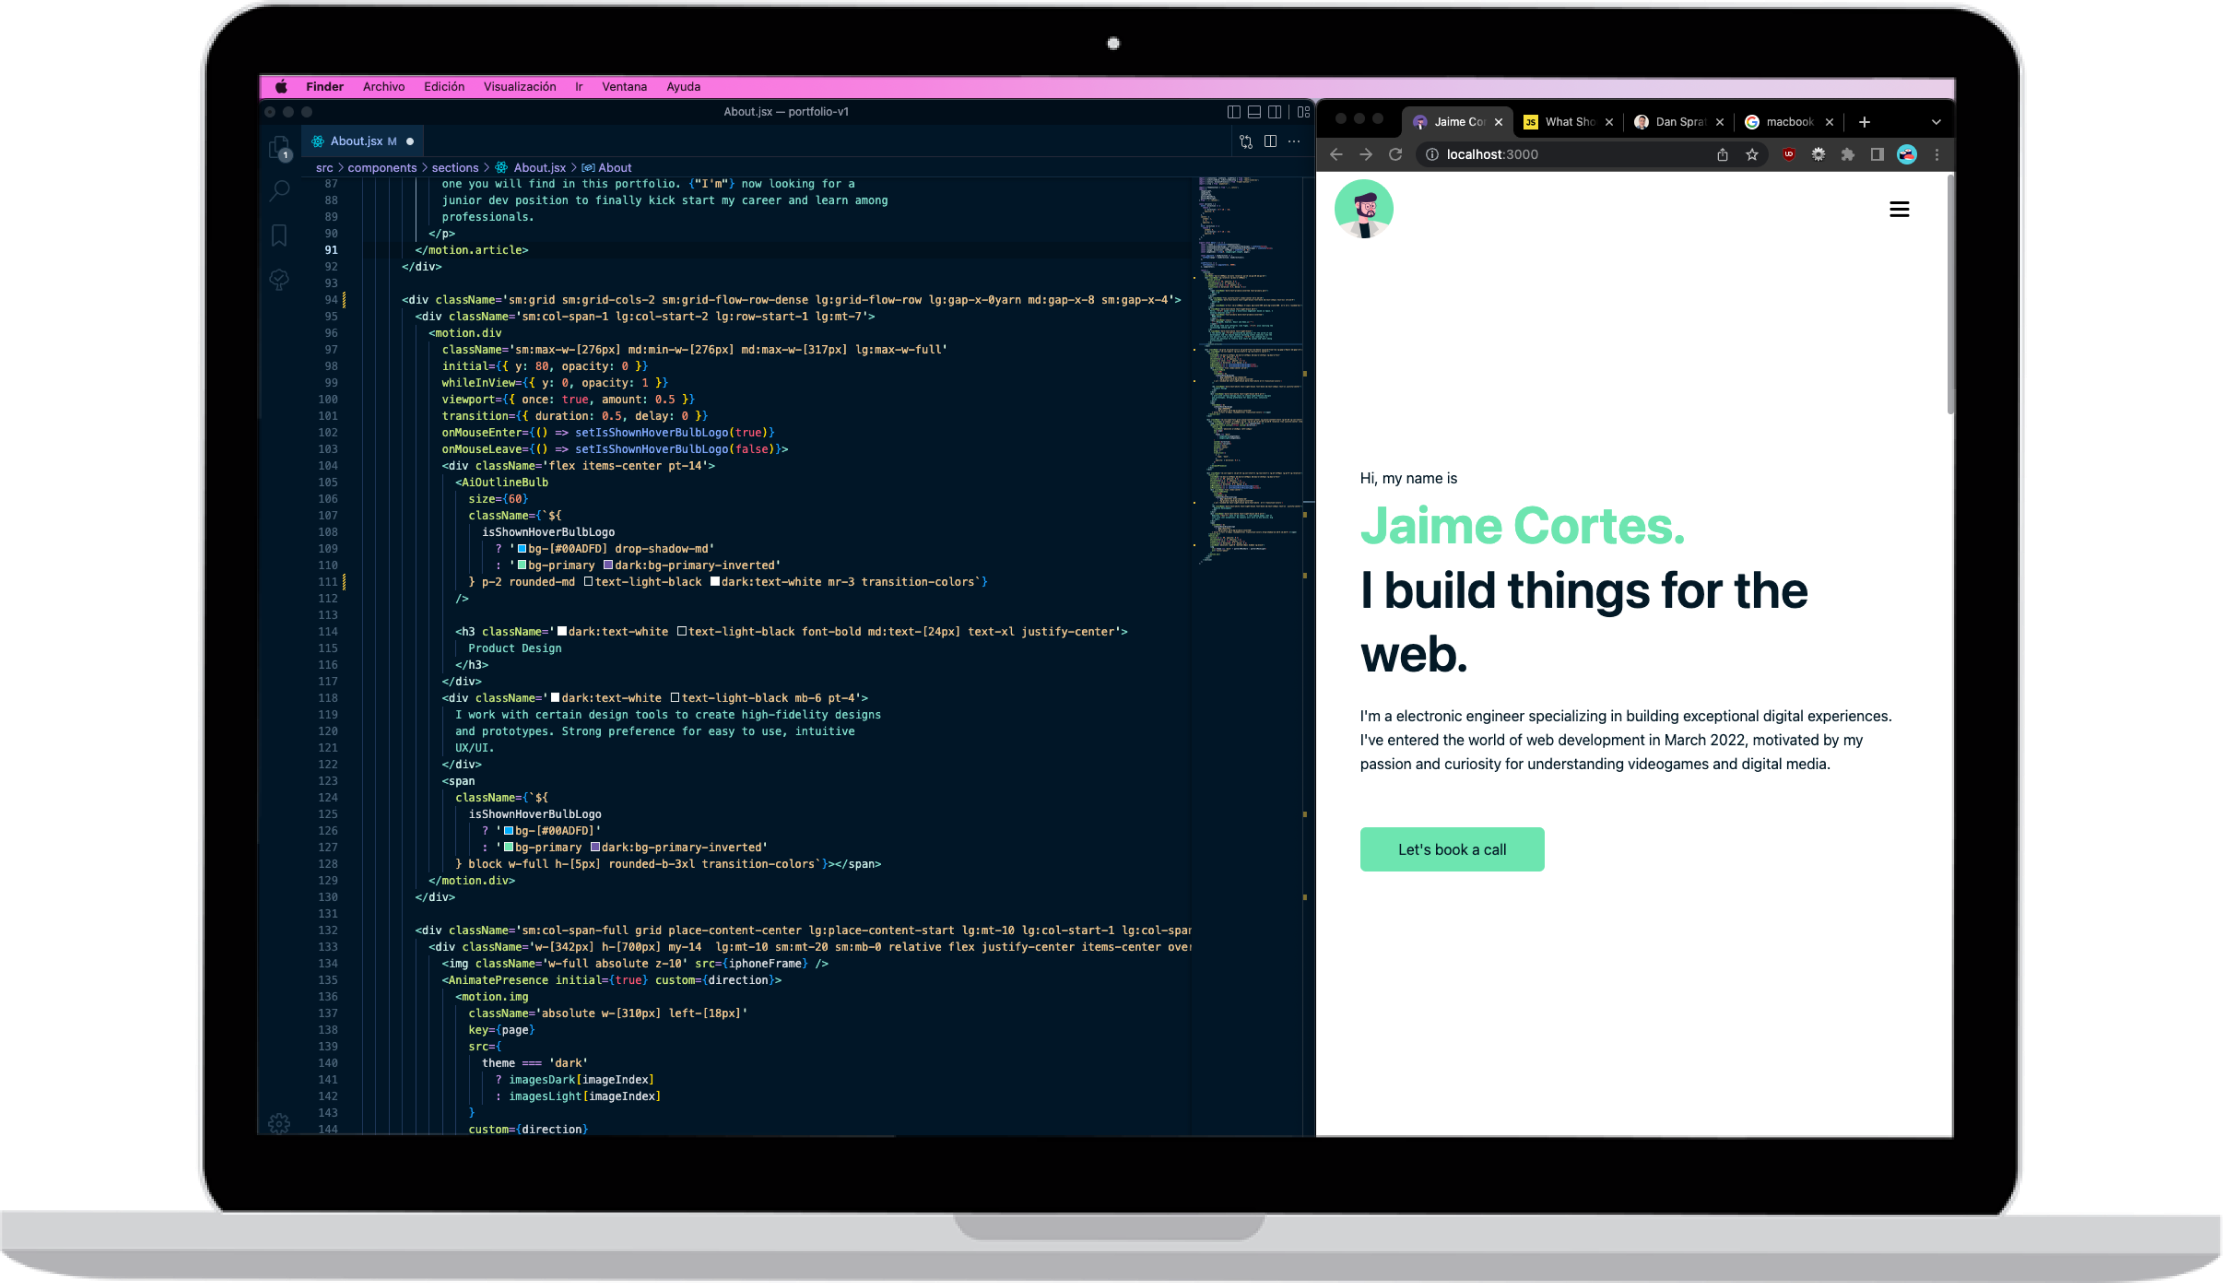 Finder Archivo Edición Visualización Ir Ventana Ayuda
About.jsx — portfolio-v1
About.jsx M
1
src > components > sections > About.jsx > About
87 one you will find in this portfolio. {"I'm"} now looking for a
88 junior dev position to finally kick start my career and learn among
89 professionals.
90 </p>
91 </motion.article>
92 </div>
93
94 <div className='sm:grid sm:grid-cols-2 sm:grid-flow-row-dense lg:grid-flow-row lg:gap-x-0yarn md:gap-x-8 sm:gap-x-4'>
95 <div className='sm:col-span-1 lg:col-start-2 lg:row-start-1 lg:mt-7'>
96 <motion.div
97 className='sm:max-w-[276px] md:min-w-[276px] md:max-w-[317px] lg:max-w-full'
98 initial={{ y: 80, opacity: 0 }}
99 whileInView={{ y: 0, opacity: 1 }}
100 viewport={{ once: true, amount: 0.5 }}
101 transition={{ duration: 0.5, delay: 0 }}
102 onMouseEnter={() => setIsShownHoverBulbLogo(true)}
103 onMouseLeave={() => setIsShownHoverBulbLogo(false)}>
104 <div className='flex items-center pt-14'>
105 <AiOutlineBulb
106 size={60}
107 className={`${
108 isShownHoverBulbLogo
109 ? 'bg-[#00ADFD] drop-shadow-md'
110 : 'bg-primary dark:bg-primary-inverted'
111 } p-2 rounded-md text-light-black dark:text-white mr-3 transition-colors`}
112 />
113
114 <h3 className='dark:text-white text-light-black font-bold md:text-[24px] text-xl justify-center'>
115 Product Design
116 </h3>
117 </div>
118 <div className='dark:text-white text-light-black mb-6 pt-4'>
119 I work with certain design tools to create high-fidelity designs
120 and prototypes. Strong preference for easy to use, intuitive
121 UX/UI.
122 </div>
123 <span
124 className={`${
125 isShownHoverBulbLogo
126 ? 'bg-[#00ADFD]'
127 : 'bg-primary dark:bg-primary-inverted'
128 } block w-full h-[5px] rounded-b-3xl transition-colors`}></span>
129 </motion.div>
130 </div>
131
132 <div className='sm:col-span-full grid place-content-center lg:place-content-start lg:mt-10 lg:col-start-1 lg:col-spar
133 <div className='w-[342px] h-[700px] my-14 lg:mt-10 sm:mt-20 sm:mb-0 relative flex justify-center items-center over
134 <img className='w-full absolute z-10' src={iphoneFrame} />
135 <AnimatePresence initial={true} custom={direction}>
136 <motion.img
137 className='absolute w-[310px] left-[18px]'
138 key={page}
139 src={
140 theme === 'dark'
141 ? imagesDark[imageIndex]
142 : imagesLight[imageIndex]
143 }
144 custom={direction}
Jaime Cor JS What Sho Dan Sprat macbook
localhost:3000
Hi, my name is
Jaime Cortes.
I build things for the
web.
I'm a electronic engineer specializing in building exceptional digital experiences.
I've entered the world of web development in March 2022, motivated by my
passion and curiosity for understanding videogames and digital media.
Let's book a call